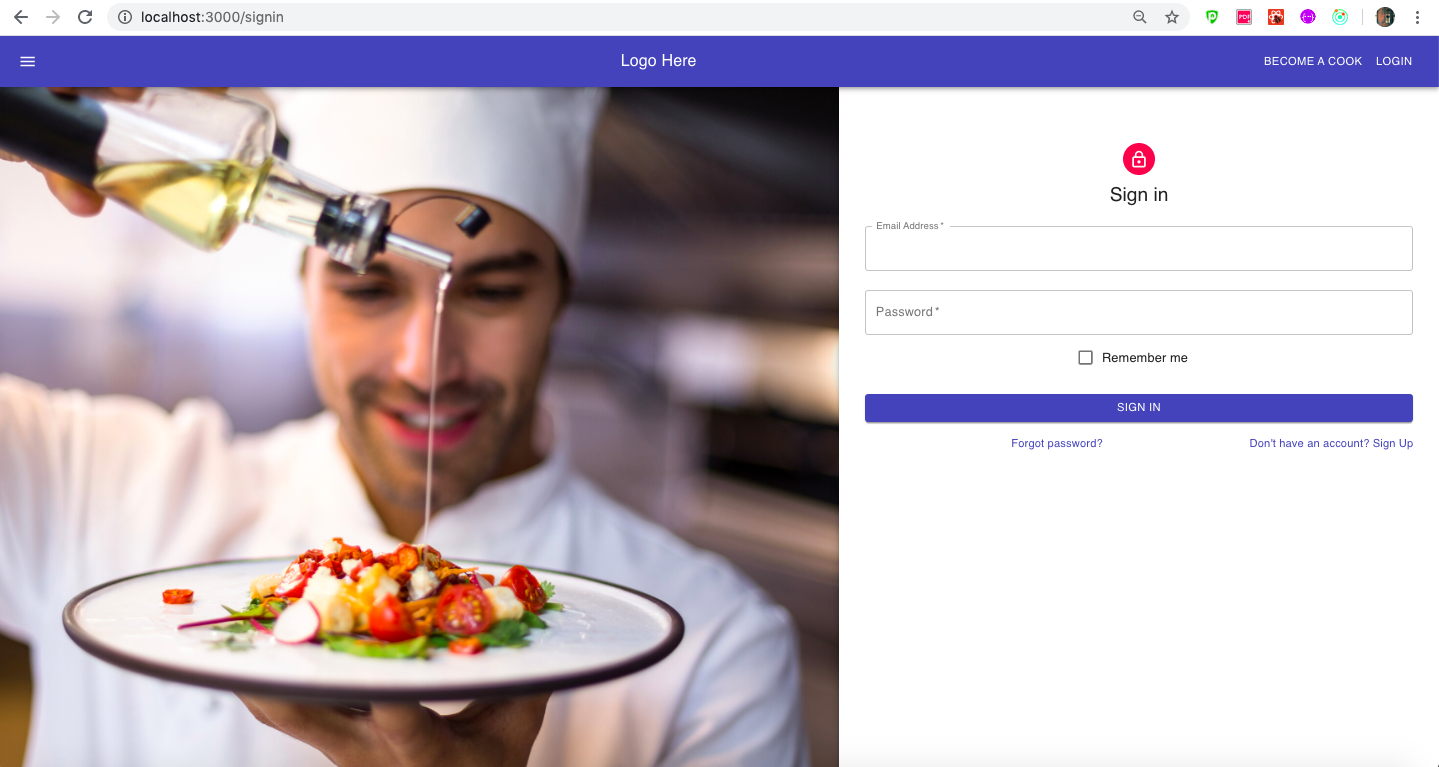 localhost:3000/signin
PDF
Logo Here
BECOME A COOK LOGIN
Sign in
Email Address *
Password *
Remember me
SIGN IN
Forgot password? Don't have an account? Sign Up